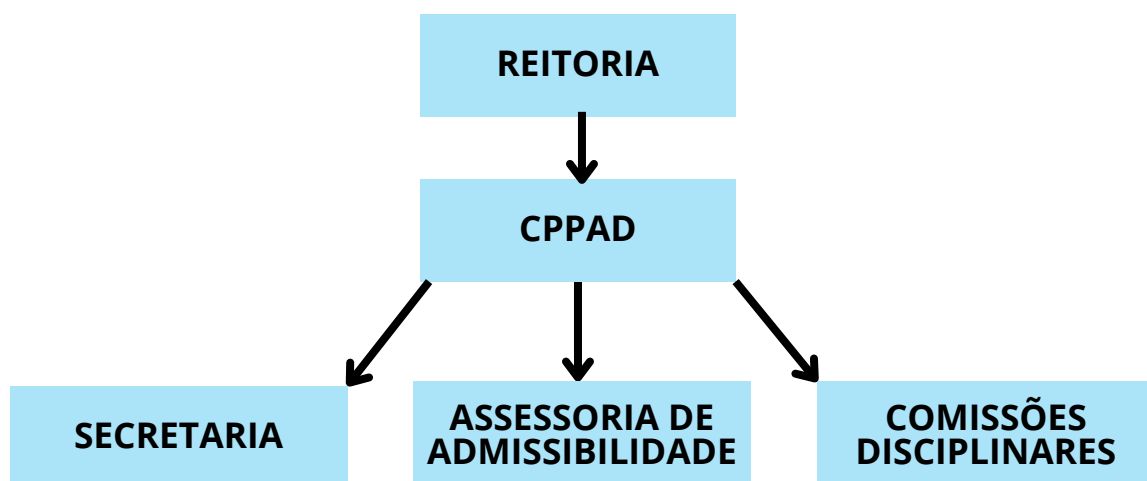 REITORIA
CPPAD
SECRETARIA
ASSESSORIA DE
ADMISSIBILIDADE
COMISSÕES
DISCIPLINARES